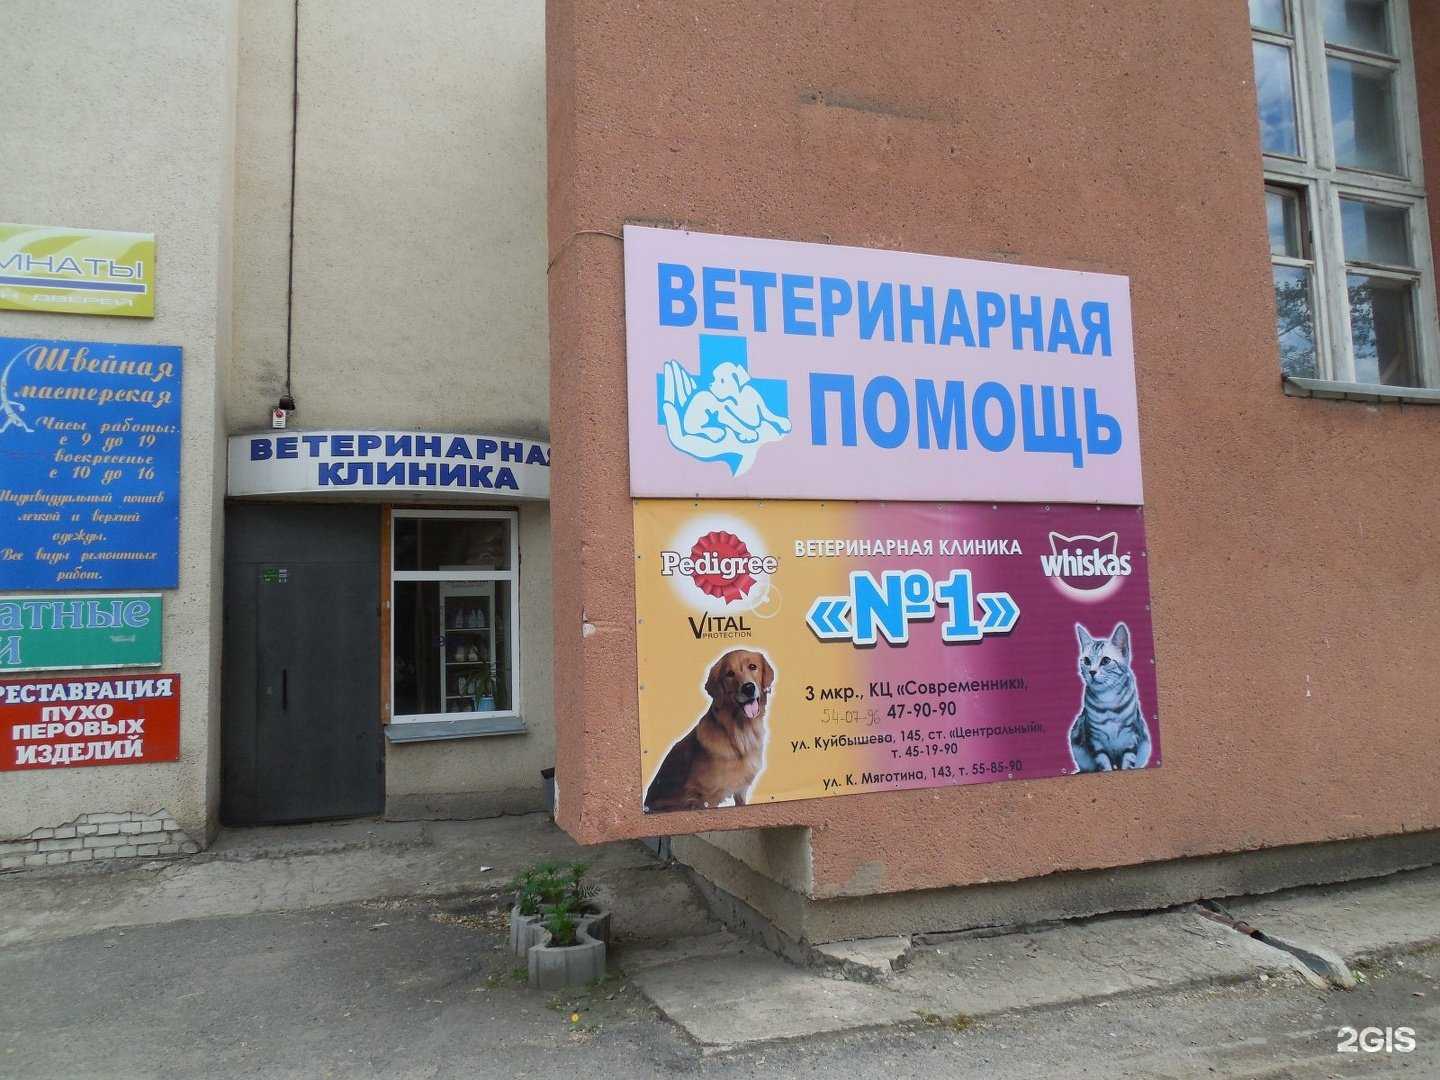 МНАТЫ
Й ДВЕРЕЙ
Швейная
мастерская
Часы работы:
с 9 до 19
воскресенье
с 10 до 16
Индивидуальный пошив
легкой и верхней
одежды.
Все виды ремонтных
работ.
АТНЫЕ
И
РЕСТАВРАЦИЯ
ПУХО
ПЕРОВЫХ
ИЗДЕЛИЙ
ВЕТЕРИНАРНАЯ
КЛИНИКА
ВЕТЕРИНАРНАЯ
ПОМОЩЬ
Pedigree
VITAL
PROTECTION
ВЕТЕРИНАРНАЯ КЛИНИКА
«№1»
whiskas
3 мкр., КЦ «Современник»,
54-07-96 47-90-90
ул. Куйбышева, 145, ст. «Центральный»,
т. 45-19-90
ул. К. Мяготина, 143, т. 55-85-90
2GIS